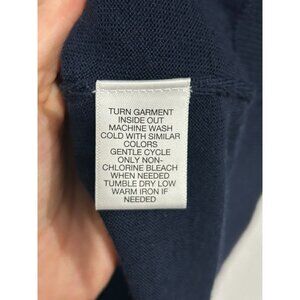 TURN GARMENT
INSIDE OUT
MACHINE WASH
COLD WITH SIMILAR
COLORS
GENTLE CYCLE
ONLY NON-
CHLORINE BLEACH
WHEN NEEDED
TUMBLE DRY LOW
WARM IRON IF
NEEDED